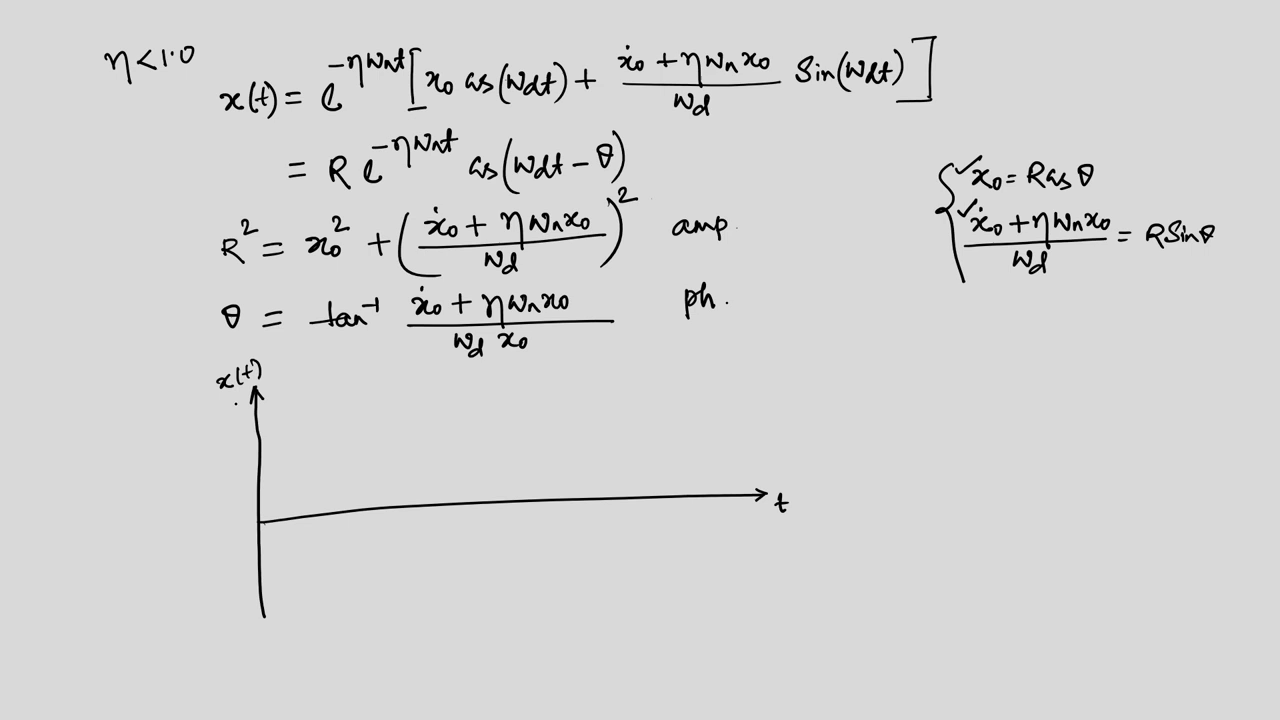 η < 1.0
x(t) = e^{-ηωnt} [ x₀ cos(ωdt) + (ẋ₀ + ηωnx₀)/ωd Sin(ωdt) ]
= R e^{-ηωnt} cos(ωdt - θ)
R² = x₀² + ( (ẋ₀ + ηωnx₀)/ωd )² amp.
θ = tan⁻¹ (ẋ₀ + ηωnx₀)/(ωd x₀) ph.
{ ✓ x₀ = R cos θ
✓ (ẋ₀ + ηωnx₀)/ωd = R Sin θ
x(t)
t